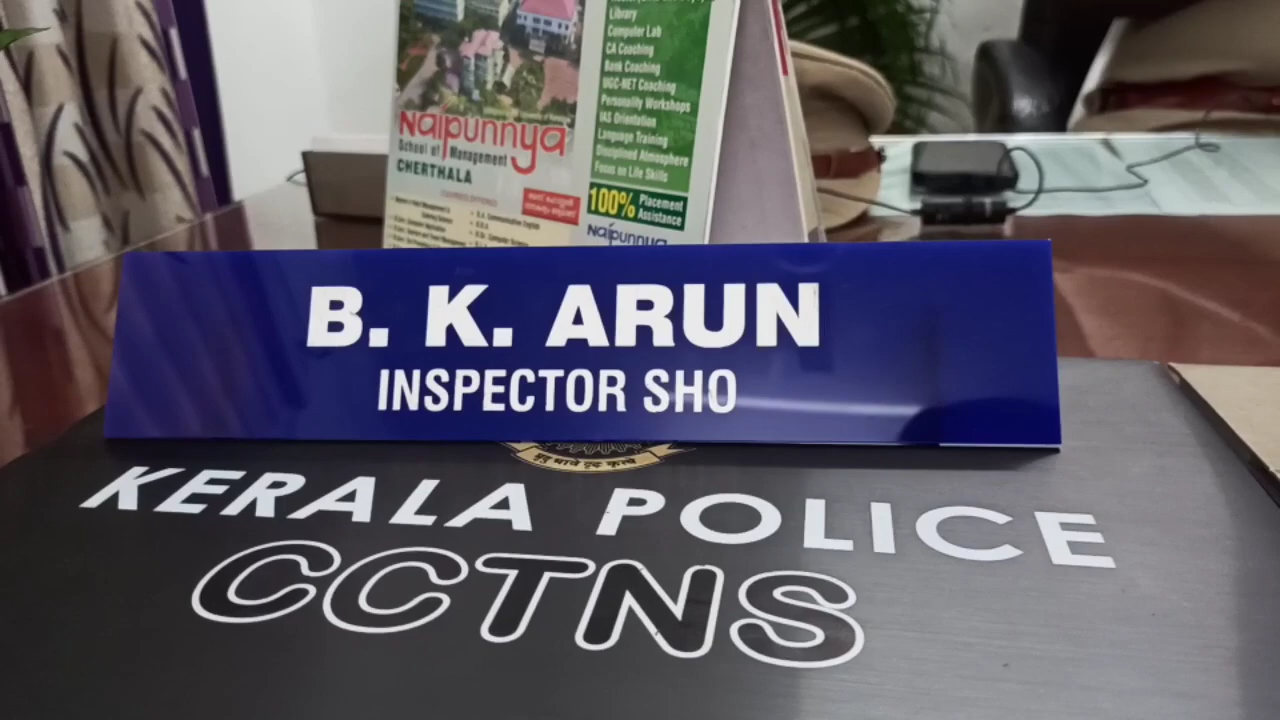 Library
Computer Lab
CA Coaching
Bank Coaching
UGC-NET Coaching
Personality Workshops
IAS Orientation
Language Training
Disciplined Atmosphere
Focus on Life Skills
100% Placement
Assistance
Naipunnya
Naipunnya
School of Management
CHERTHALA
B. K. ARUN
INSPECTOR SHO
KERALA POLICE
CCTNS